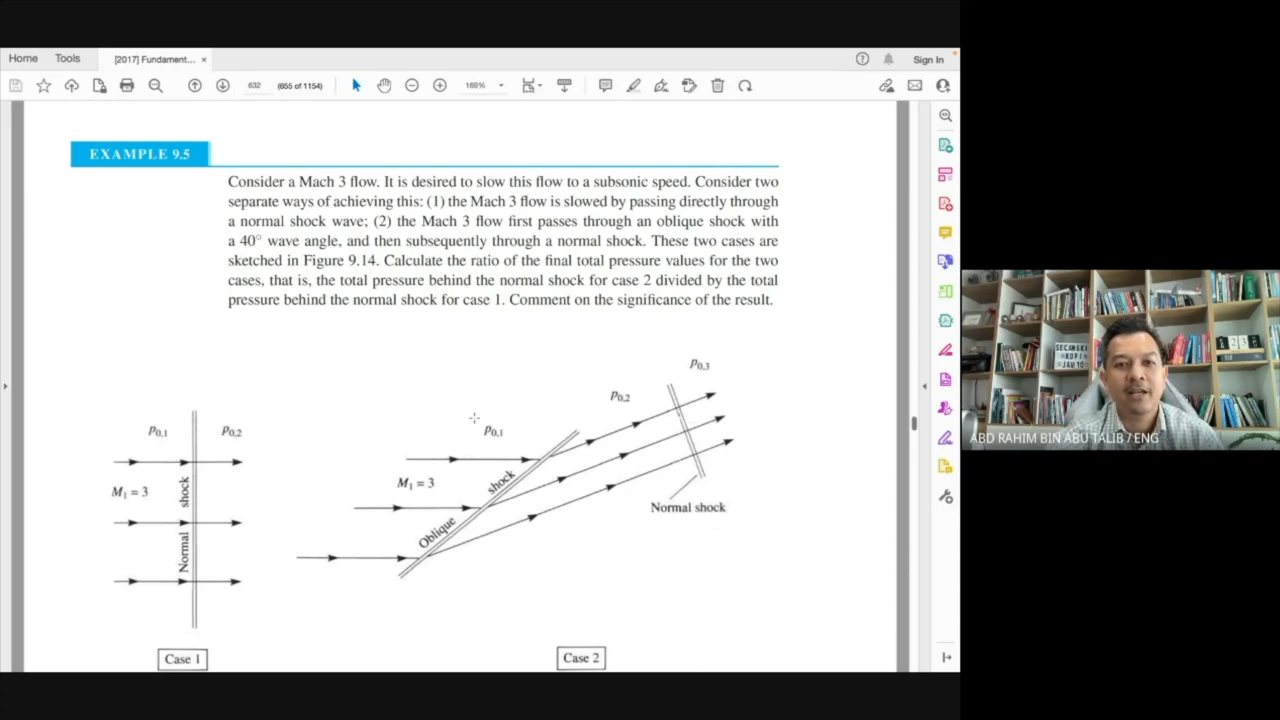 Home
Tools
[2017] Fundament...
×
Sign In
632
(655 of 1154)
169%
EXAMPLE 9.5
Consider a Mach 3 flow. It is desired to slow this flow to a subsonic speed. Consider two
separate ways of achieving this: (1) the Mach 3 flow is slowed by passing directly through
a normal shock wave; (2) the Mach 3 flow first passes through an oblique shock with
a 40° wave angle, and then subsequently through a normal shock. These two cases are
sketched in Figure 9.14. Calculate the ratio of the final total pressure values for the two
cases, that is, the total pressure behind the normal shock for case 2 divided by the total
pressure behind the normal shock for case 1. Comment on the significance of the result.
p0,1
p0,2
M1 = 3
Normal shock
Case 1
p0,1
p0,2
p0,3
M1 = 3
Oblique shock
Normal shock
Case 2
SECANGKI
KOPI
JAM 10
1 2 3
ABD RAHIM BIN ABU TALIB / ENG